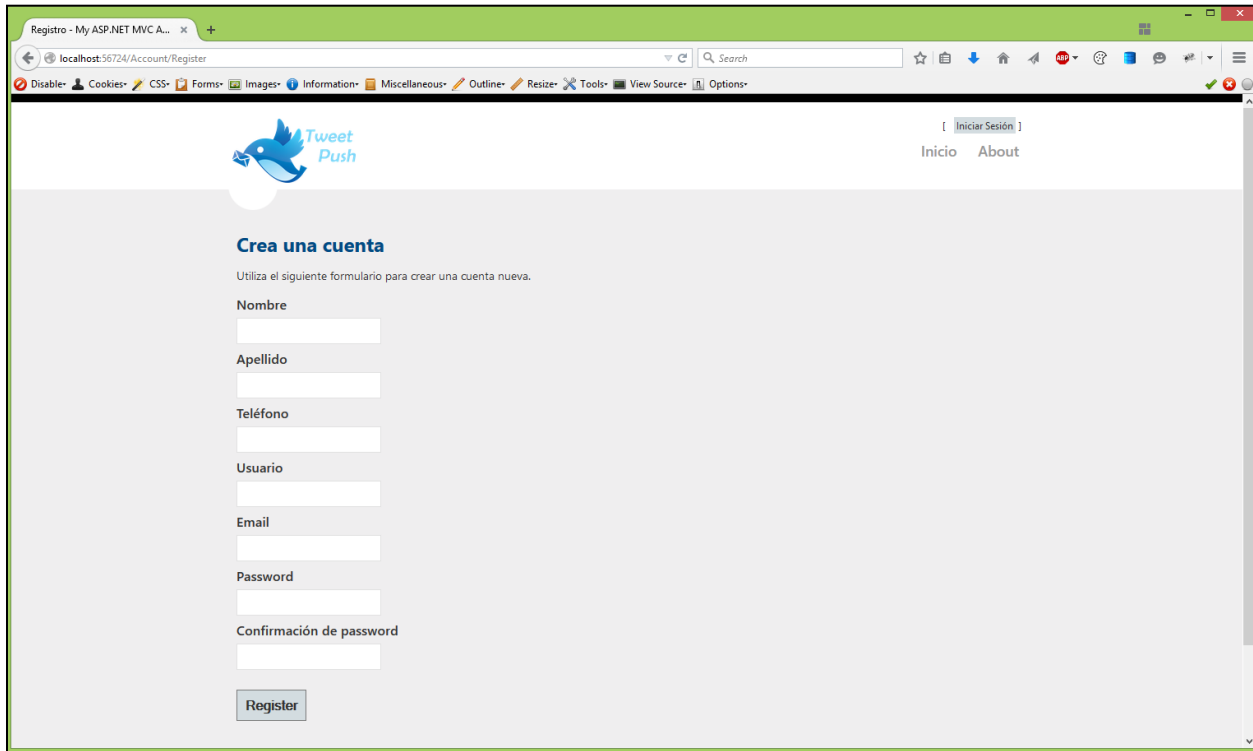 Registro - My ASP.NET MVC A...
localhost:56724/Account/Register
Search
ABP
Disable Cookies CSS Forms Images Information Miscellaneous Outline Resize Tools View Source Options
Tweet
Push
[ Iniciar Sesión ]
Inicio About
Crea una cuenta
Utiliza el siguiente formulario para crear una cuenta nueva.
Nombre
Apellido
Teléfono
Usuario
Email
Password
Confirmación de password
Register